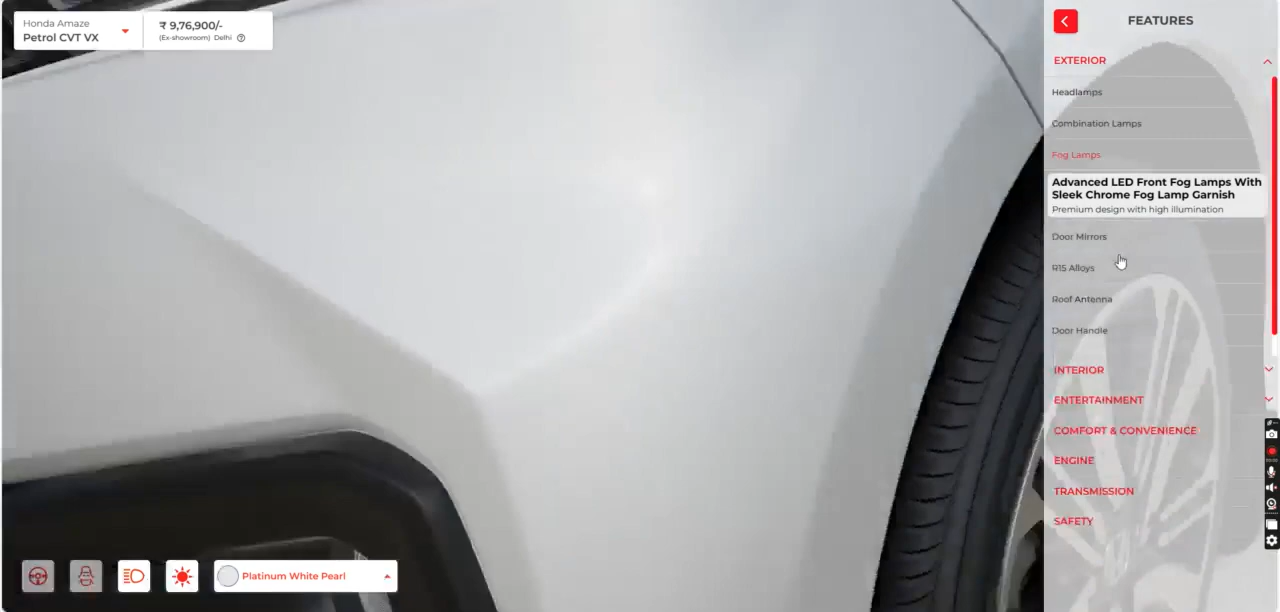 Honda Amaze
Petrol CVT VX
₹ 9,76,900/-
(Ex-showroom) Delhi
FEATURES
EXTERIOR
Headlamps
Combination Lamps
Fog Lamps
Advanced LED Front Fog Lamps With
Sleek Chrome Fog Lamp Garnish
Premium design with high illumination
Door Mirrors
R15 Alloys
Roof Antenna
Door Handle
INTERIOR
ENTERTAINMENT
COMFORT & CONVENIENCE
ENGINE
TRANSMISSION
SAFETY
Platinum White Pearl